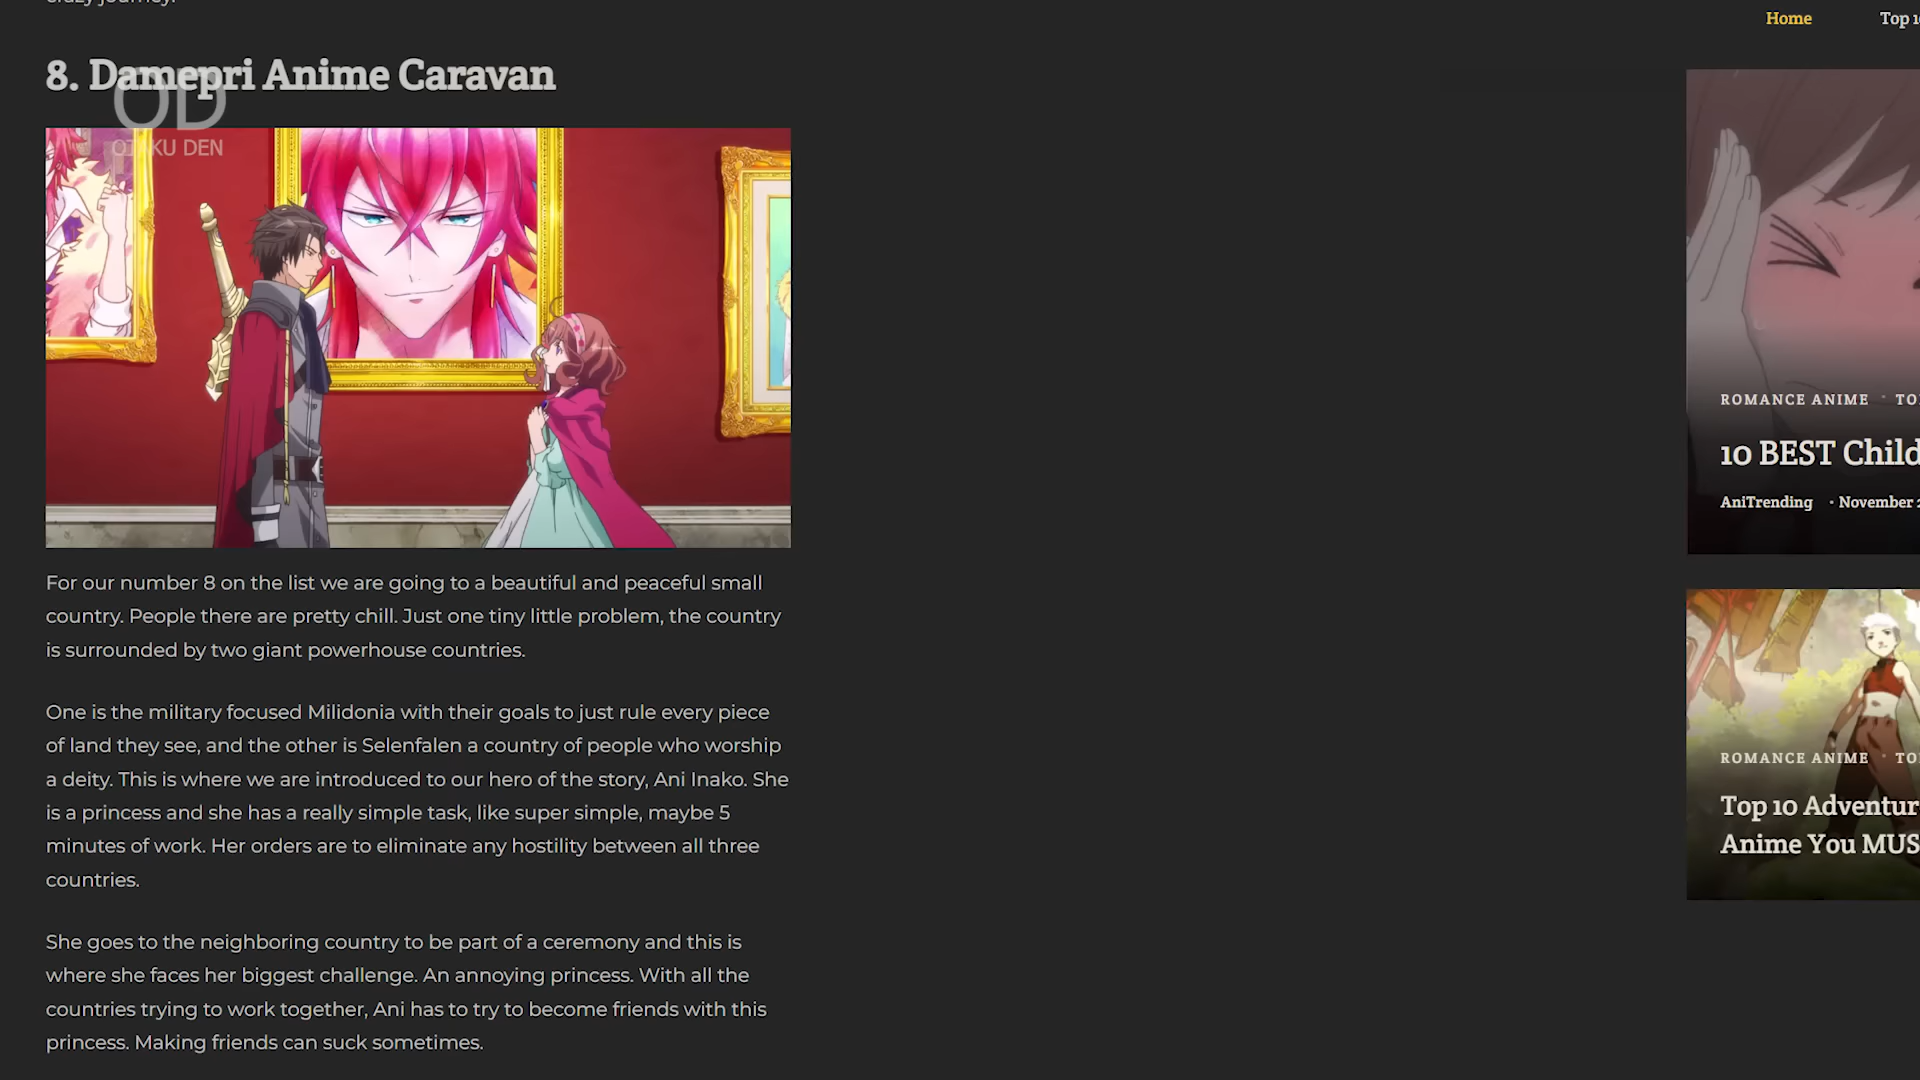 Home
8. Damepri Anime Caravan
OD
OTAKU DEN
For our number 8 on the list we are going to a beautiful and peaceful small
country. People there are pretty chill. Just one tiny little problem, the country
is surrounded by two giant powerhouse countries.
One is the military focused Milidonia with their goals to just rule every piece
of land they see, and the other is Selenfalen a country of people who worship
a deity. This is where we are introduced to our hero of the story, Ani Inako. She
is a princess and she has a really simple task, like super simple, maybe 5
minutes of work. Her orders are to eliminate any hostility between all three
countries.
She goes to the neighboring country to be part of a ceremony and this is
where she faces her biggest challenge. An annoying princess. With all the
countries trying to work together, Ani has to try to become friends with this
princess. Making friends can suck sometimes.
ROMANCE ANIME
10 BEST
AniTrending • November
ROMANCE ANIME
Top 10
Anime You